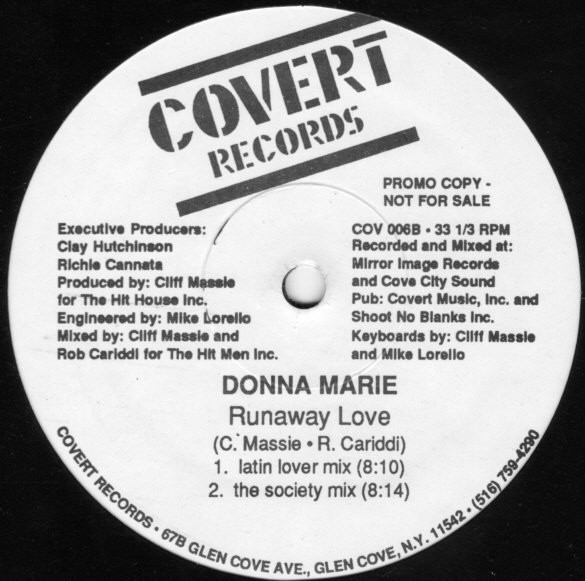 COVERT
RECORDS
PROMO COPY -
NOT FOR SALE
Executive Producers:
Clay Hutchinson
Richie Cannata
Produced by: Cliff Massie
for The Hit House Inc.
Engineered by: Mike Lorello
Mixed by: Cliff Massie and
Rob Cariddi for The Hit Men Inc.
COV 006B • 33 1/3 RPM
Recorded and Mixed at:
Mirror Image Records
and Cove City Sound
Pub: Covert Music, Inc. and
Shoot No Blanks Inc.
Keyboards by: Cliff Massie
and Mike Lorello
DONNA MARIE
Runaway Love
(C. Massie • R. Cariddi)
1. latin lover mix (8:10)
2. the society mix (8:14)
COVERT RECORDS • 67B GLEN COVE AVE., GLEN COVE, N.Y. 11542 • (516) 759-4290